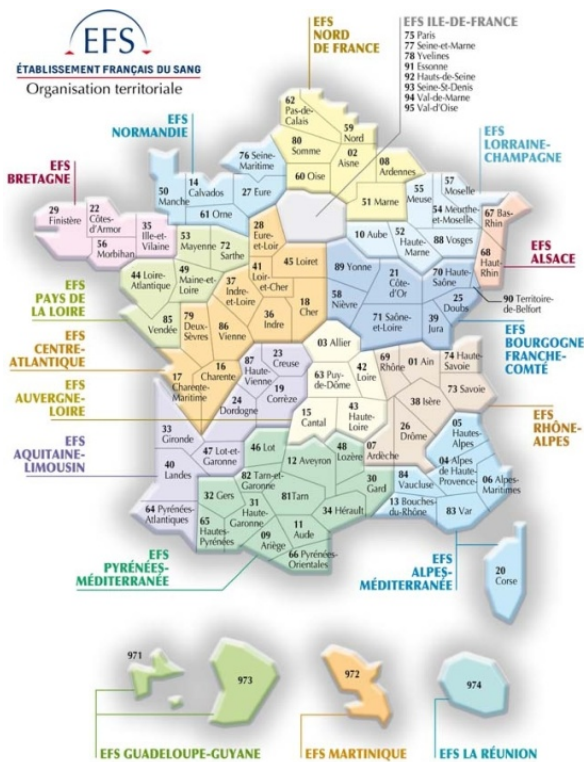 EFS
ÉTABLISSEMENT FRANÇAIS DU SANG
Organisation territoriale
EFS
NORD
DE FRANCE
EFS ILE-DE-FRANCE
75 Paris
77 Seine-et-Marne
78 Yvelines
91 Essonne
92 Hauts-de-Seine
93 Seine-St-Denis
94 Val-de-Marne
95 Val-d'Oise
EFS
NORMANDIE
EFS
LORRAINE-
CHAMPAGNE
EFS
BRETAGNE
EFS
ALSACE
EFS
PAYS DE
LA LOIRE
EFS
CENTRE-
ATLANTIQUE
EFS
AUVERGNE-
LOIRE
EFS
AQUITAINE-
LIMOUSIN
EFS
BOURGOGNE
FRANCHE-
COMTÉ
EFS
RHÔNE-
ALPES
EFS
PYRÉNÉES-
MÉDITERRANÉE
EFS
ALPES-
MÉDITERRANÉE
62
Pas-de-
Calais
59
Nord
80
Somme
02
Aisne
08
Ardennes
60 Oise
51 Marne
76 Seine-
Maritime
14
Calvados
27 Eure
50
Manche
61 Orne
55
Meuse
57
Moselle
54 Meurthe-
et-Moselle
10 Aube
52
Haute-
Marne
88 Vosges
67 Bas-
Rhin
68
Haut-
Rhin
29
Finistère
22
Côtes-
d'Armor
35
Ille-et-
Vilaine
56
Morbihan
53
Mayenne
72
Sarthe
44 Loire-
Atlantique
49
Maine-et-
Loire
85
Vendée
28
Eure-
et-Loir
45 Loiret
41
Loir-
et-Cher
37
Indre-
et-Loire
18
Cher
36
Indre
79
Deux-
Sèvres
86
Vienne
16
Charente
17
Charente-
Maritime
89 Yonne
21
Côte-
d'Or
70
Haute-
Saône
58
Nièvre
25
Doubs
71 Saône-
et-Loire
39
Jura
90 Territoire-
de-Belfort
03 Allier
63 Puy-
de-Dôme
42
Loire
15
Cantal
43
Haute-
Loire
69
Rhône
01 Ain
74 Haute-
Savoie
73 Savoie
38 Isère
26
Drôme
07
Ardèche
23
Creuse
87
Haute-
Vienne
19
Corrèze
24
Dordogne
33
Gironde
47 Lot-et-
Garonne
40
Landes
64 Pyrénées-
Atlantiques
46 Lot
12 Aveyron
48
Lozère
82
Tarn-et-
Garonne
30
Gard
32 Gers
81Tarn
31
Haute-
Garonne
34 Hérault
65
Hautes-
Pyrénées
09
Ariège
11
Aude
66 Pyrénées-
Orientales
05
Hautes-
Alpes
04 Alpes
de Haute-
Provence
06 Alpes-
Maritimes
84
Vaucluse
13 Bouches-
du-Rhône
83 Var
20
Corse
971
973
972
974
EFS GUADELOUPE-GUYANE
EFS MARTINIQUE
EFS LA RÉUNION